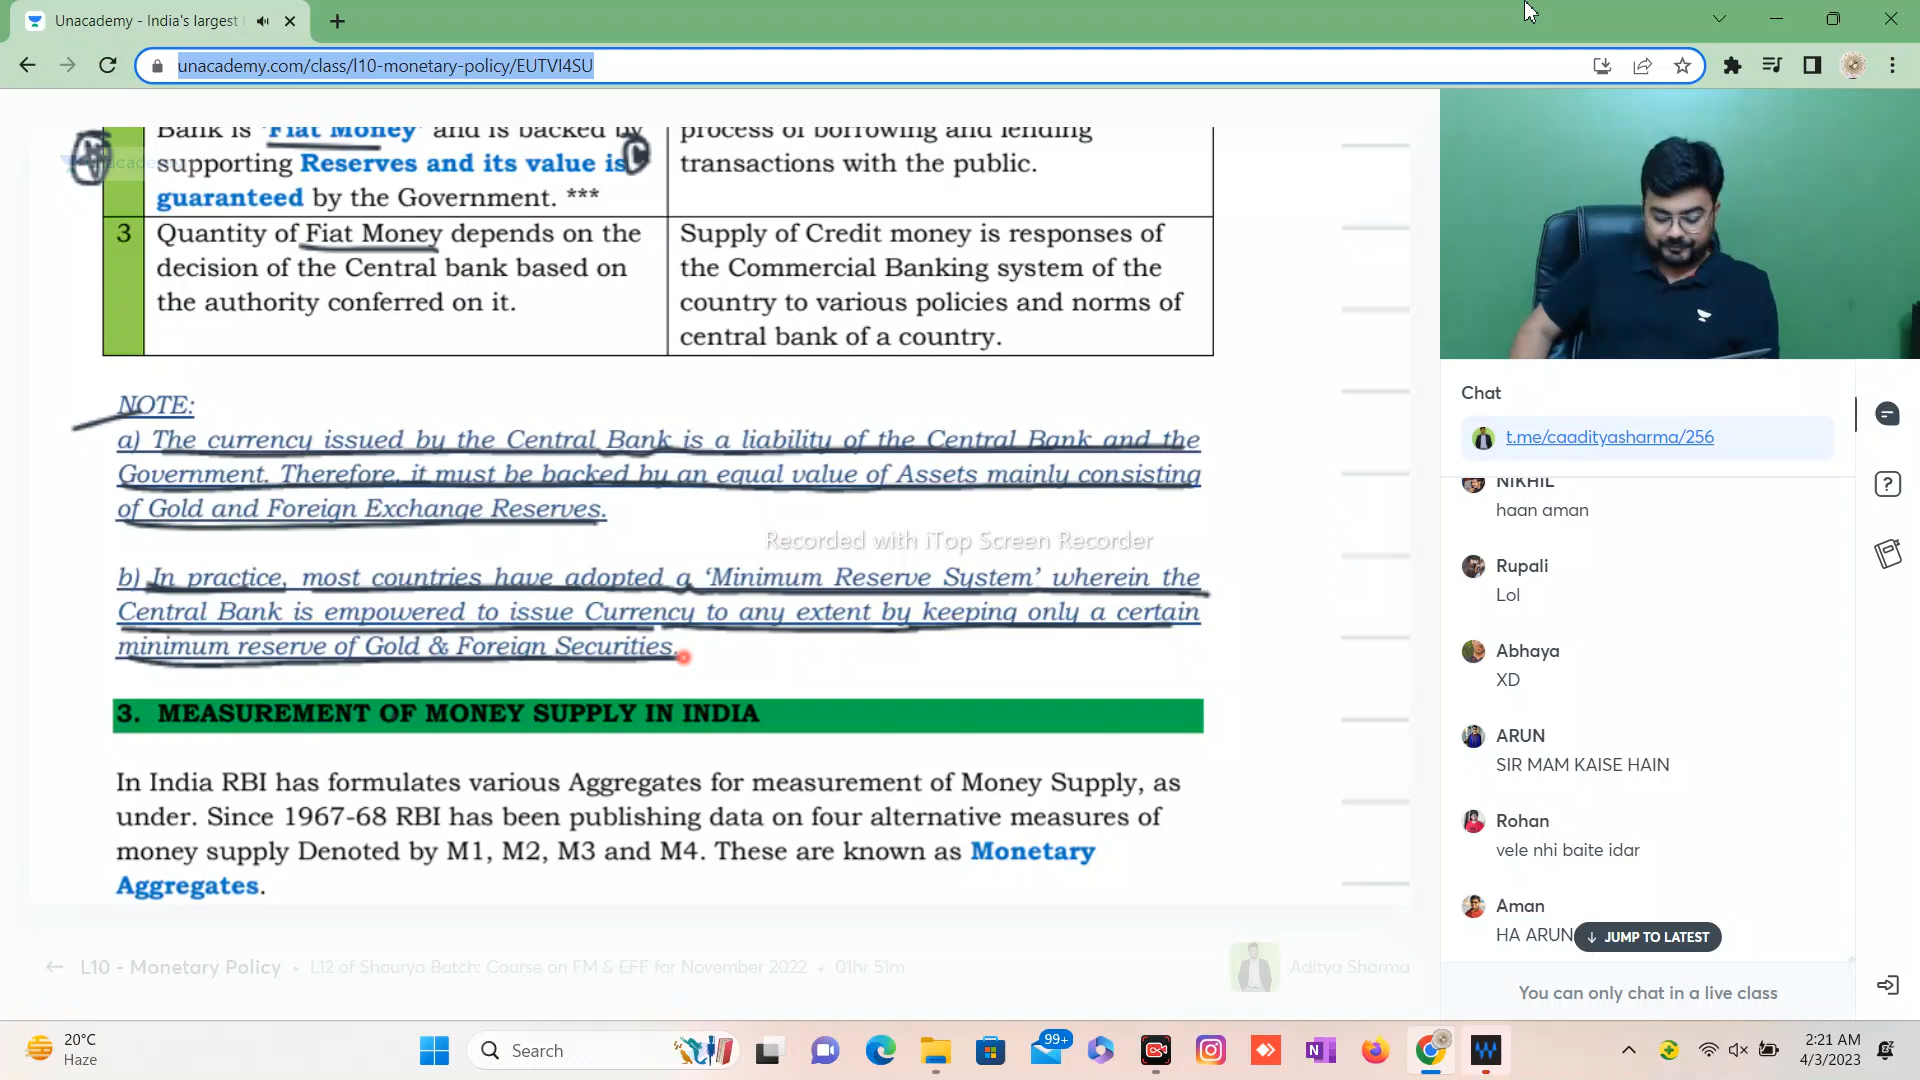 Unacademy - India's largest
unacademy.com/class/l10-monetary-policy/EUTVI4SU
Bank is 'Fiat Money' and is backed by
supporting Reserves and its value is
guaranteed by the Government. ***
process of borrowing and lending
transactions with the public.
3
Quantity of Fiat Money depends on the
decision of the Central bank based on
the authority conferred on it.
Supply of Credit money is responses of
the Commercial Banking system of the
country to various policies and norms of
central bank of a country.
NOTE:
a) The currency issued by the Central Bank is a liability of the Central Bank and the
Government. Therefore, it must be backed by an equal value of Assets mainly consisting
of Gold and Foreign Exchange Reserves.
Recorded with iTop Screen Recorder
b) In practice, most countries have adopted a 'Minimum Reserve System' wherein the
Central Bank is empowered to issue Currency to any extent by keeping only a certain
minimum reserve of Gold & Foreign Securities.
3. MEASUREMENT OF MONEY SUPPLY IN INDIA
In India RBI has formulates various Aggregates for measurement of Money Supply, as
under. Since 1967-68 RBI has been publishing data on four alternative measures of
money supply Denoted by M1, M2, M3 and M4. These are known as Monetary
Aggregates.
L10 - Monetary Policy • L12 of Shourya Batch: Course on FM & EFF for November 2022 • 01hr 51m
Aditya Sharma
Chat
t.me/caadityasharma/256
NIKHIL
haan aman
Rupali
Lol
Abhaya
XD
ARUN
SIR MAM KAISE HAIN
Rohan
vele nhi baite idar
Aman
HA ARUN
JUMP TO LATEST
You can only chat in a live class
20°C
Haze
Search
99+
2:21 AM
4/3/2023